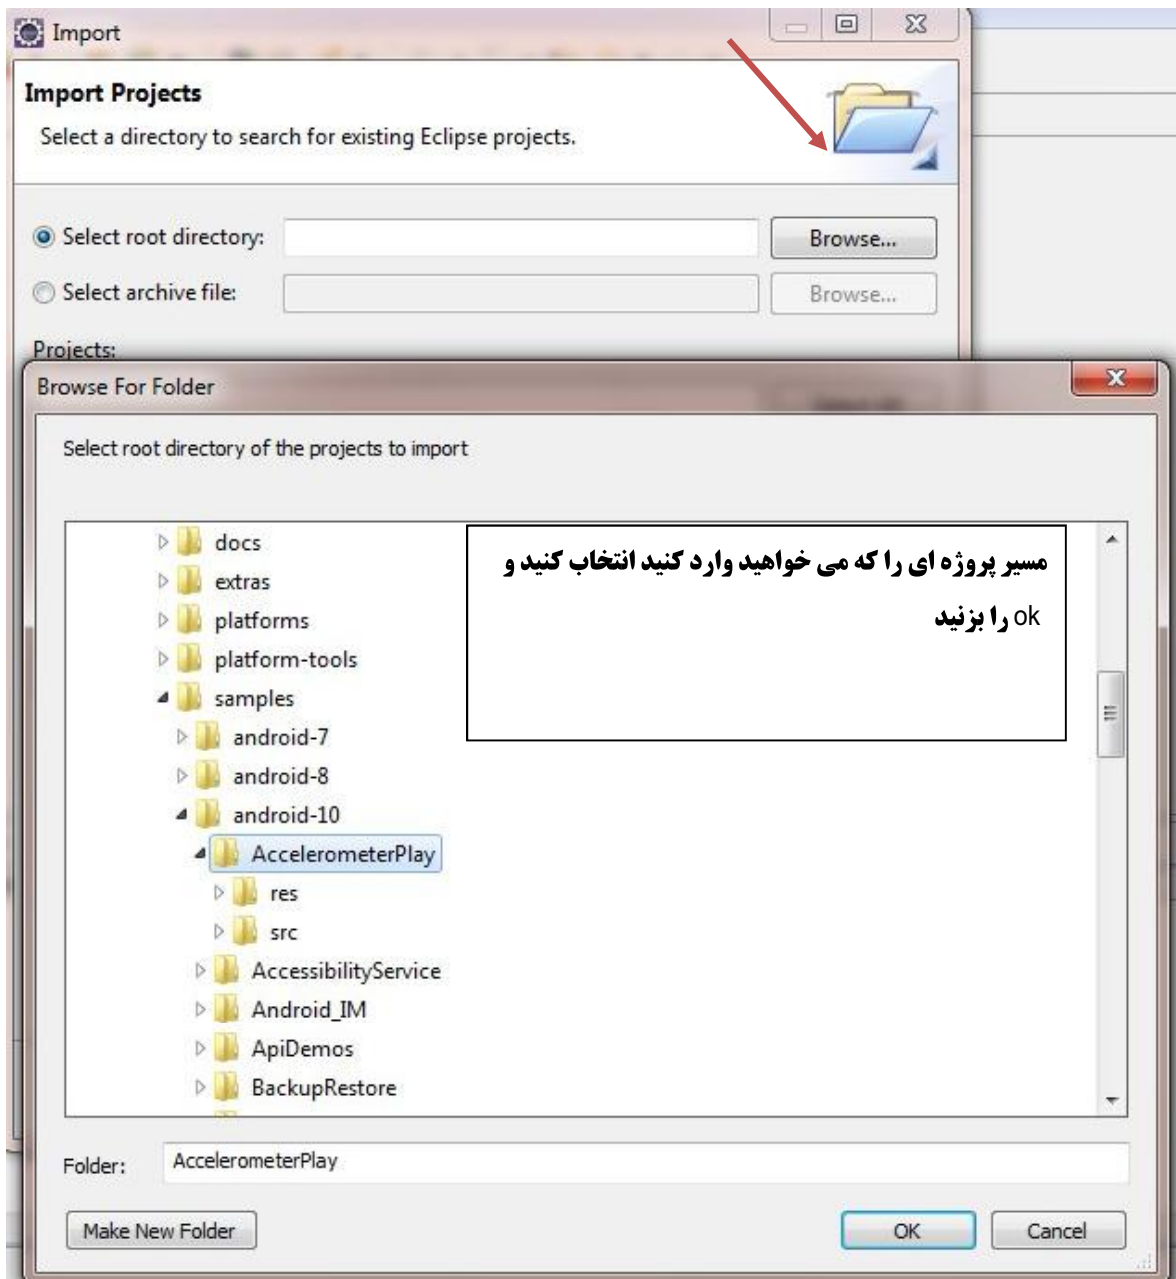 Import
Import Projects
Select a directory to search for existing Eclipse projects.
Select root directory:
Browse...
Select archive file:
Browse...
Projects:
Browse For Folder
Select root directory of the projects to import
مسیر پروژه ای را که می خواهید وارد کنید انتخاب کنید و
ok را بزنید
docs
extras
platforms
platform-tools
samples
android-7
android-8
android-10
AccelerometerPlay
res
src
AccessibilityService
Android_IM
ApiDemos
BackupRestore
Folder:
AccelerometerPlay
Make New Folder
OK
Cancel